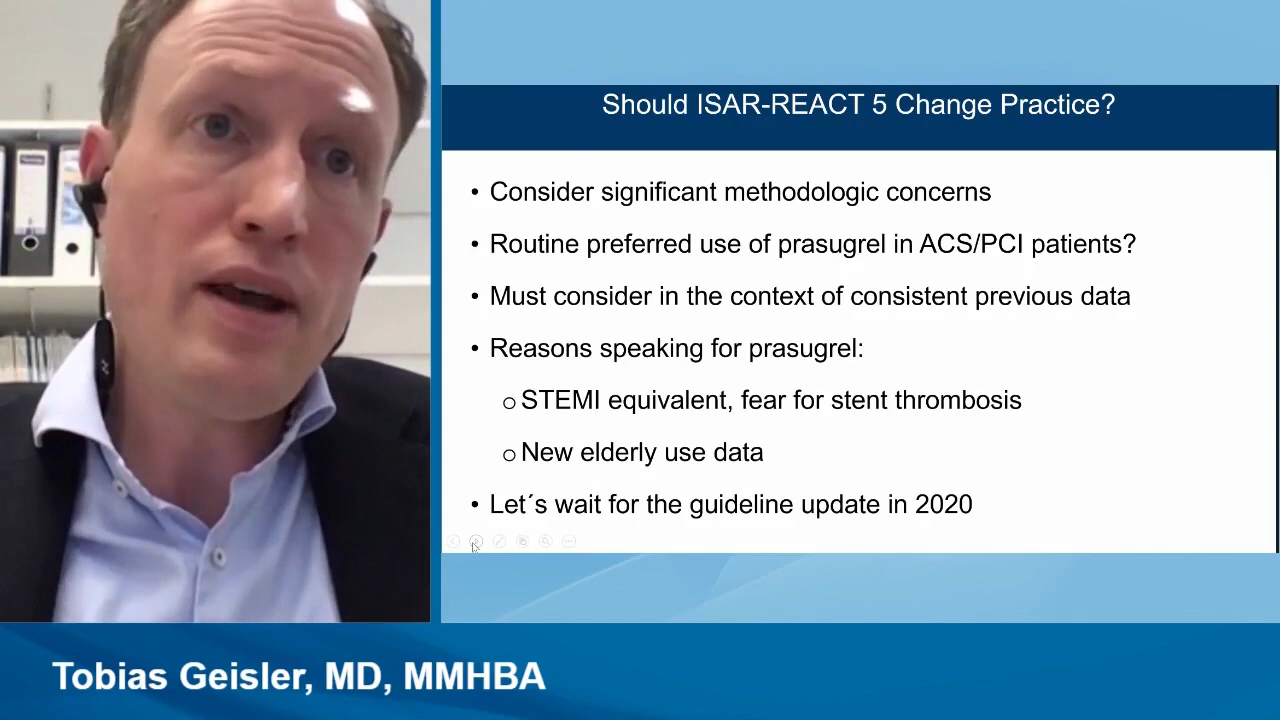 Should ISAR-REACT 5 Change Practice?
• Consider significant methodologic concerns
• Routine preferred use of prasugrel in ACS/PCI patients?
• Must consider in the context of consistent previous data
• Reasons speaking for prasugrel:
o STEMI equivalent, fear for stent thrombosis
o New elderly use data
• Let´s wait for the guideline update in 2020
Tobias Geisler, MD, MMHBA